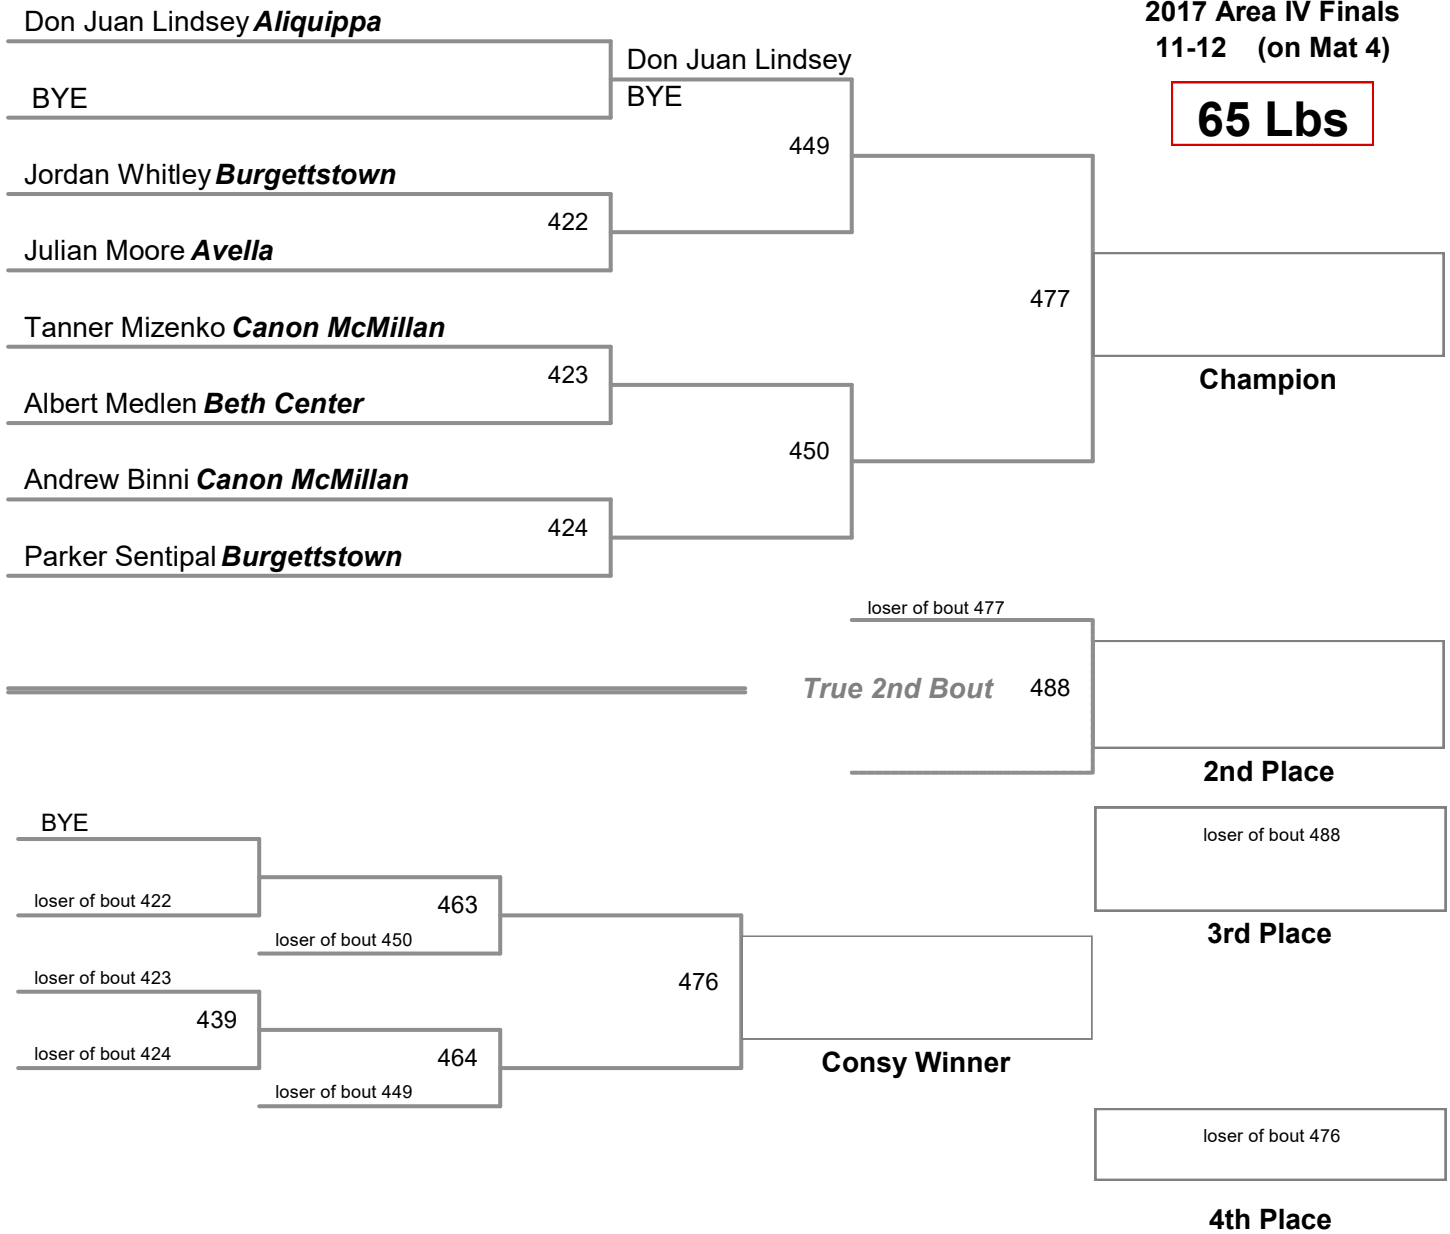 Don Juan Lindsey Aliquippa
2017 Area IV Finals
11-12 (on Mat 4)
65 Lbs
Don Juan Lindsey
BYE
BYE
449
Jordan Whitley Burgettstown
422
Julian Moore Avella
477
Tanner Mizenko Canon McMillan
423
Champion
Albert Medlen Beth Center
450
Andrew Binni Canon McMillan
424
Parker Sentipal Burgettstown
loser of bout 477
True 2nd Bout 488
2nd Place
BYE
loser of bout 488
loser of bout 422
463
3rd Place
loser of bout 450
loser of bout 423
476
439
loser of bout 424
464
Consy Winner
loser of bout 449
loser of bout 476
4th Place